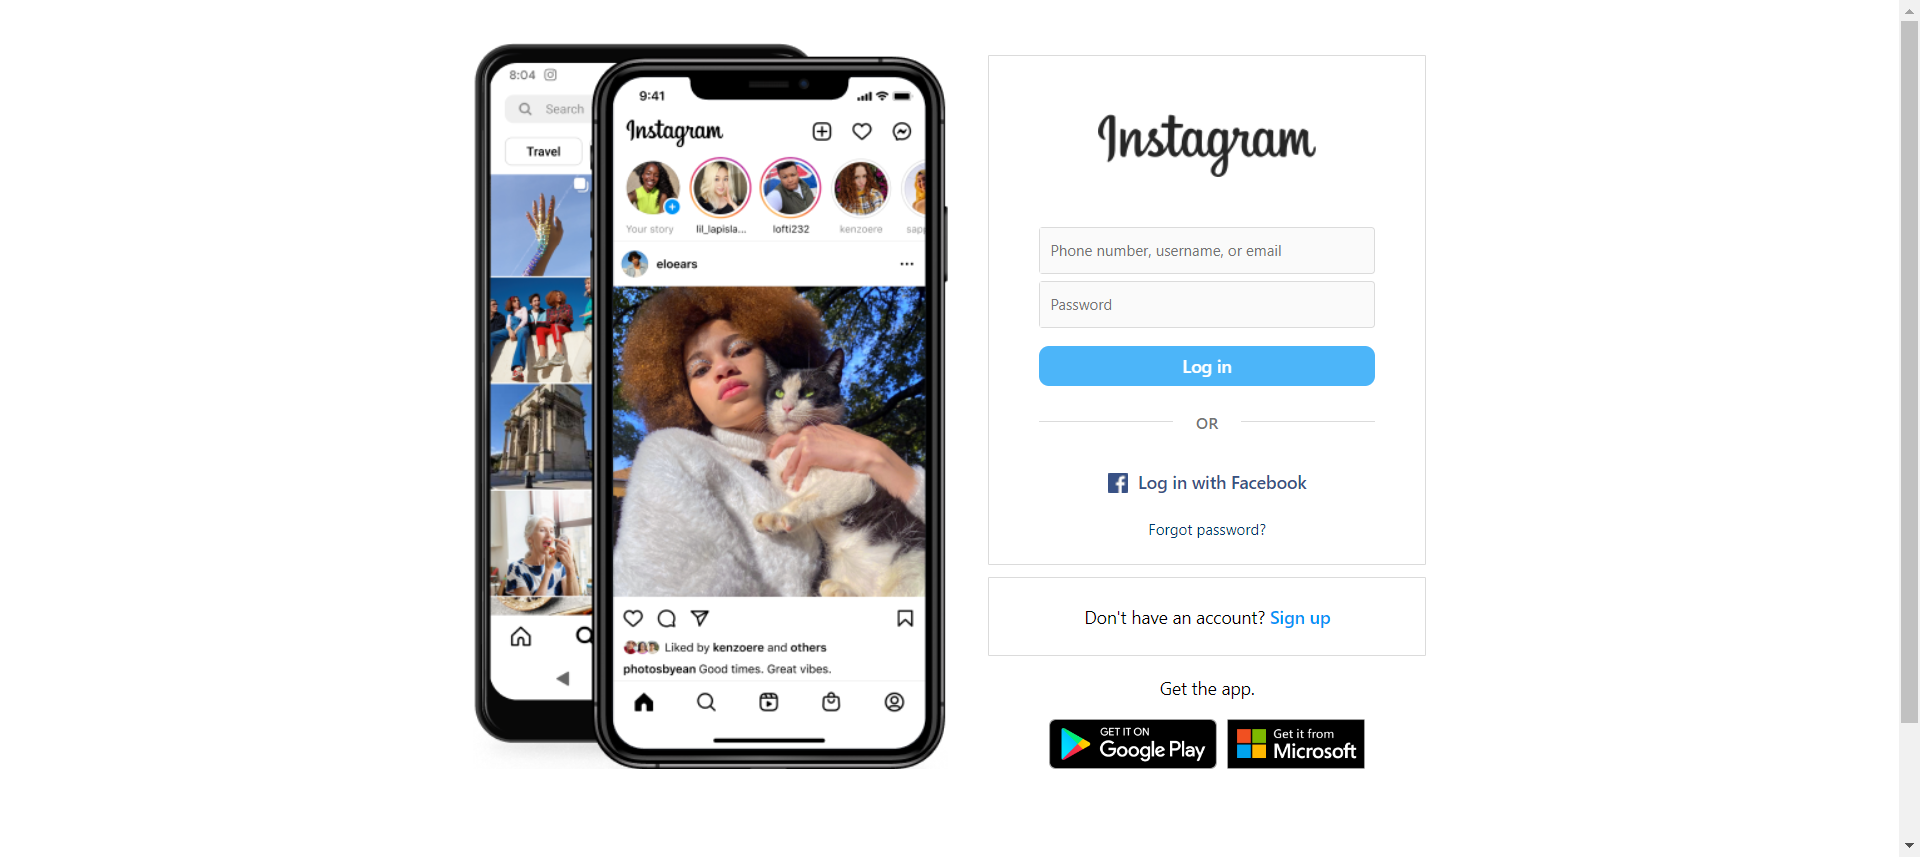 8:04
Search
Travel
9:41
Instagram
Your story
lil_lapisla...
lofti232
kenzoere
sapp
eloears
Liked by kenzoere and others
photosbyean Good times. Great vibes.
Instagram
Phone number, username, or email
Password
Log in
OR
Log in with Facebook
Forgot password?
Don't have an account? Sign up
Get the app.
GET IT ON
Google Play
Get it from
Microsoft